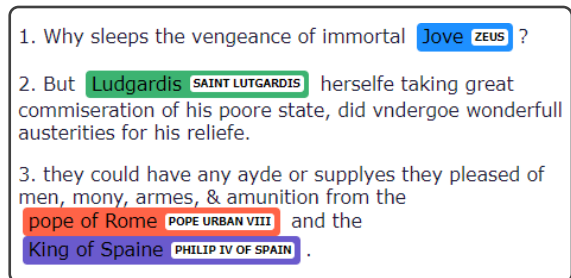 1. Why sleeps the vengeance of immortal Jove ZEUS ?
2. But Ludgardis SAINT LUTGARDIS herselfe taking great
commiseration of his poore state, did vndergoe wonderfull
austerities for his reliefe.
3. they could have any ayde or supplyes they pleased of
men, mony, armes, & amunition from the
pope of Rome POPE URBAN VIII and the
King of Spaine PHILIP IV OF SPAIN .